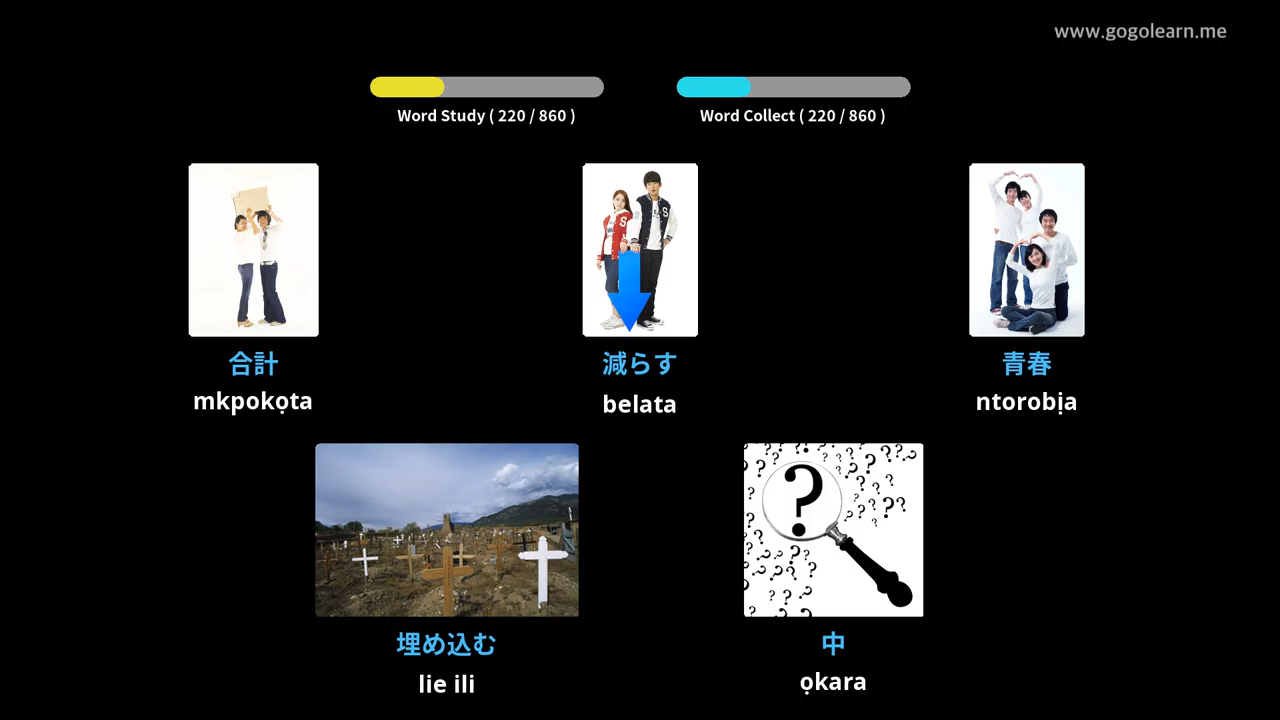 www.gogolearn.me
Word Study ( 220 / 860 )
Word Collect ( 220 / 860 )
合計
mkpokọta
減らす
belata
青春
ntorobịa
埋め込む
lie ili
中
ọkara